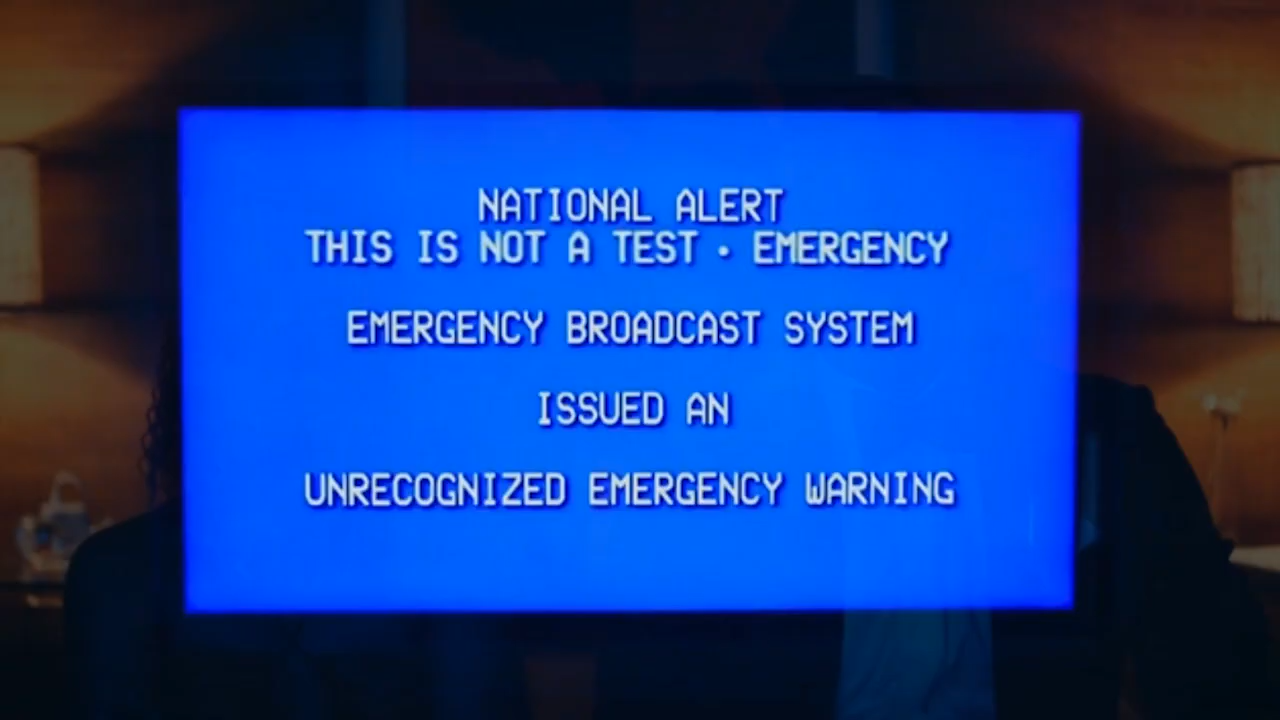 NATIONAL ALERT
THIS IS NOT A TEST • EMERGENCY
EMERGENCY BROADCAST SYSTEM
ISSUED AN
UNRECOGNIZED EMERGENCY WARNING